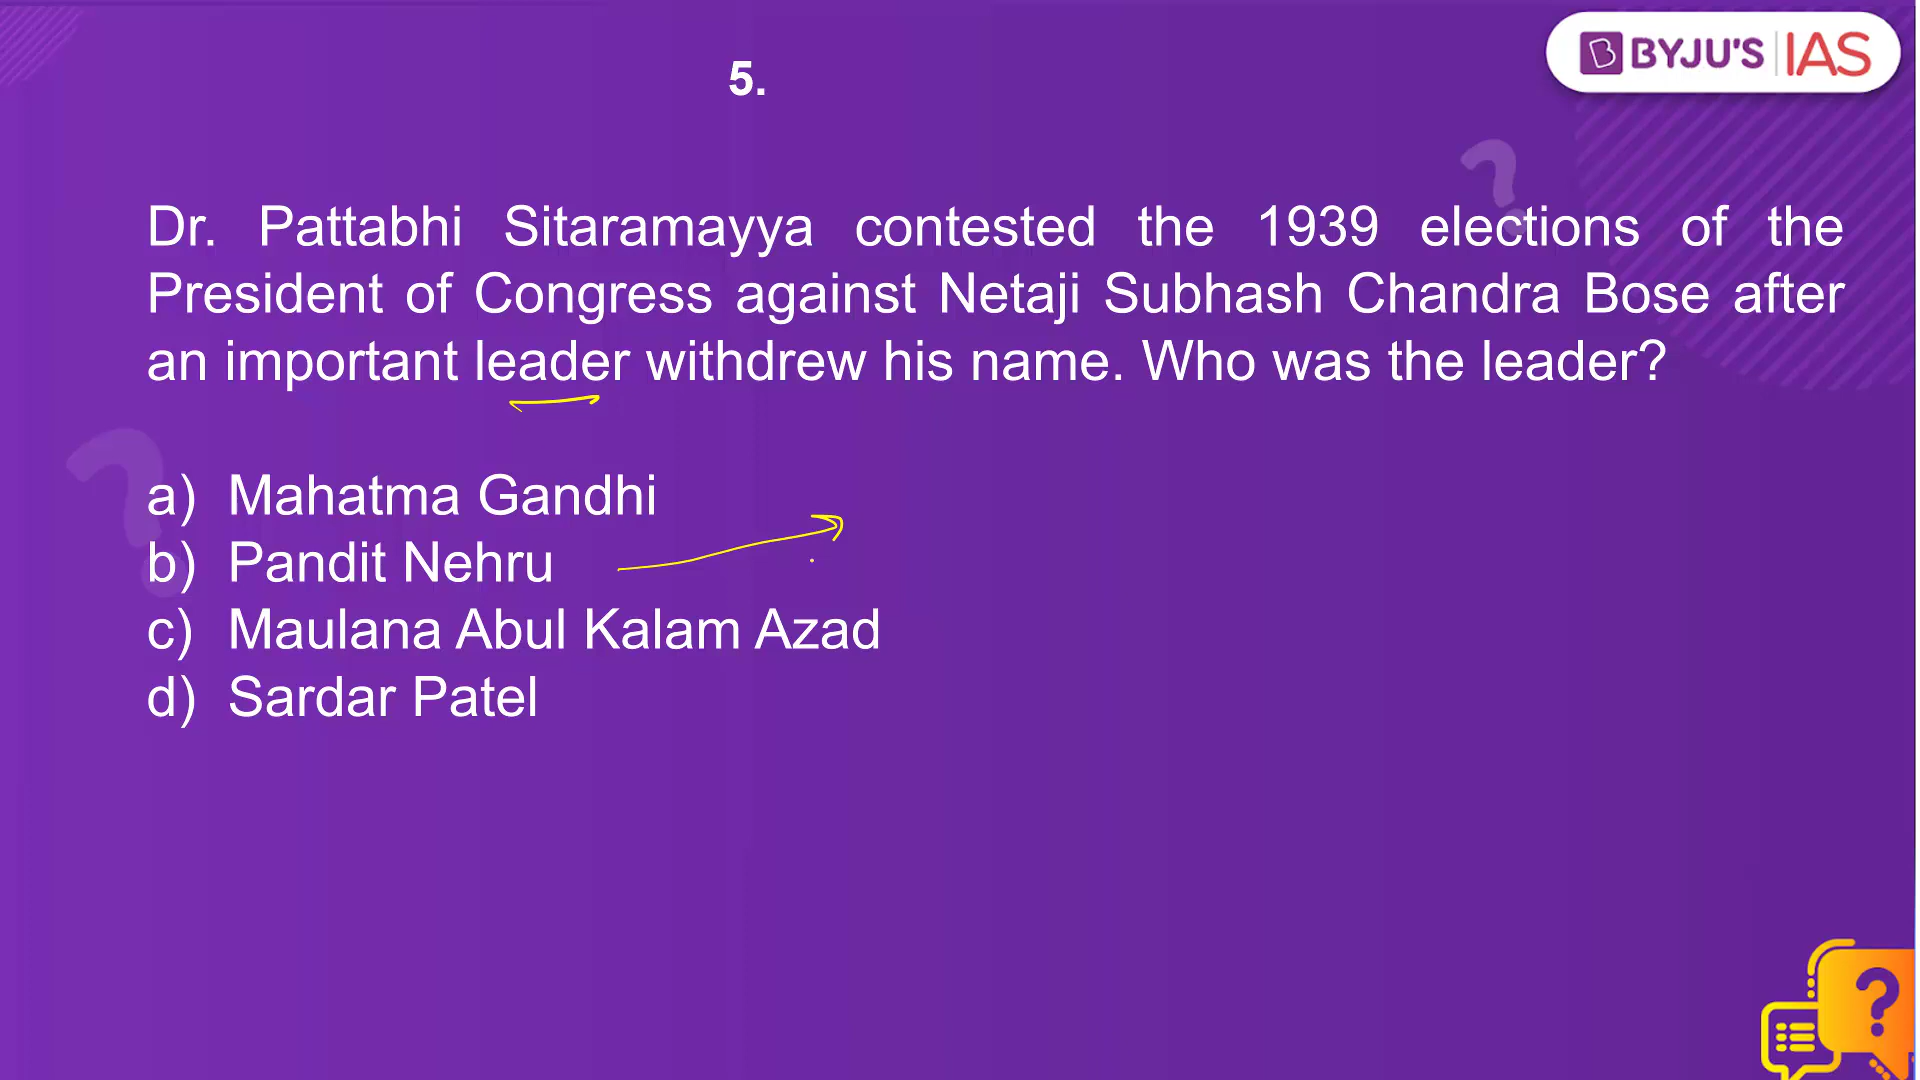 BYJU'S IAS
5.
Dr. Pattabhi Sitaramayya contested the 1939 elections of the
President of Congress against Netaji Subhash Chandra Bose after
an important leader withdrew his name. Who was the leader?
a) Mahatma Gandhi
b) Pandit Nehru
c) Maulana Abul Kalam Azad
d) Sardar Patel